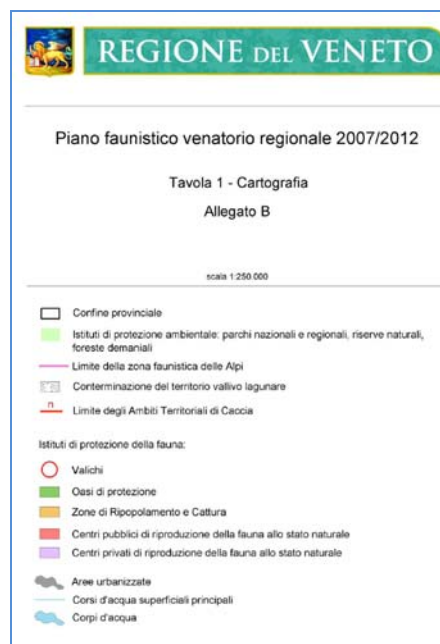 REGIONE DEL VENETO
Piano faunistico venatorio regionale 2007/2012
Tavola 1 - Cartografia
Allegato B
scala 1:250.000
Confine provinciale
Istituti di protezione ambientale: parchi nazionali e regionali, riserve naturali,
foreste demaniali
Limite della zona faunistica delle Alpi
Conterminazione del territorio vallivo lagunare
n
Limite degli Ambiti Territoriali di Caccia
Istituti di protezione della fauna:
Valichi
Oasi di protezione
Zone di Ripopolamento e Cattura
Centri pubblici di riproduzione della fauna allo stato naturale
Centri privati di riproduzione della fauna allo stato naturale
Aree urbanizzate
Corsi d'acqua superficiali principali
Corpi d'acqua